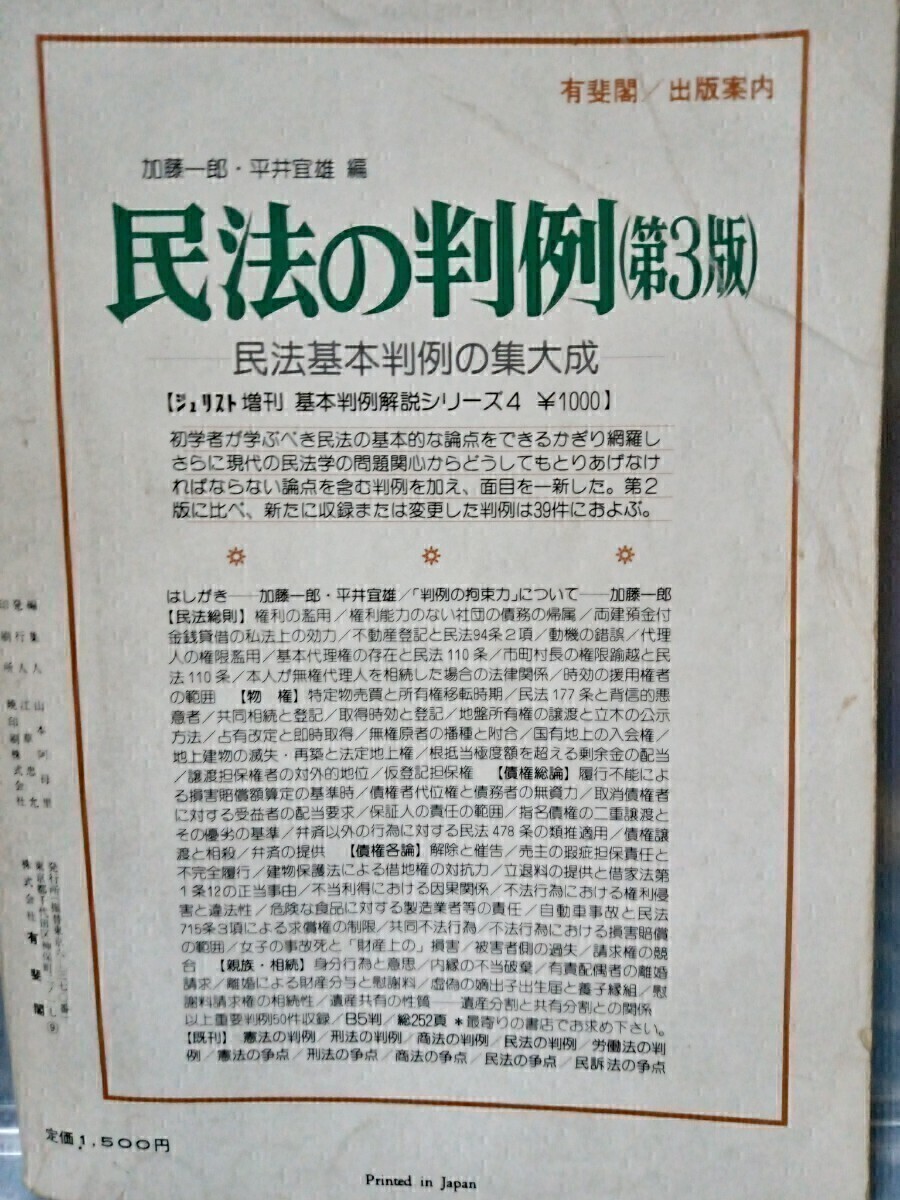 有斐閣／出版案内
加藤一郎・平井宜雄 編
民法の判例(第3版)
民法基本判例の集大成
【ジュリスト増刊 基本判例解説シリーズ4 ¥1000】
初学者が学ぶべき民法の基本的な論点をできるかぎり網羅し
さらに現代の民法学の問題関心からどうしてもとりあげなけ
ればならない論点を含む判例を加え、面目を一新した。第2
版に比べ、新たに収録または変更した判例は39件におよぶ。
はしがき──加藤一郎・平井宜雄／「判例の拘束力」について──加藤一郎
【民法総則】権利の濫用／権利能力のない社団の債務の帰属／両建預金付
金銭貸借の私法上の効力／不動産登記と民法94条2項／動機の錯誤／代理
人の権限濫用／基本代理権の存在と民法110条／市町村長の権限踰越と民
法110条／本人が無権代理人を相続した場合の法律関係／時効の援用権者
の範囲 【物 権】特定物売買と所有権移転時期／民法177条と背信的悪
意者／共同相続と登記／取得時効と登記／地盤所有権の譲渡と立木の公示
方法／占有改定と即時取得／無権原者の播種と附合／国有地上の入会権／
地上建物の滅失・再築と法定地上権／根抵当極度額を超える剰余金の配当
／譲渡担保権者の対外的地位／仮登記担保権 【債権総論】履行不能によ
る損害賠償額算定の基準時／債権者代位権と債務者の無資力／取消債権者
に対する受益者の配当要求／保証人の責任の範囲／指名債権の二重譲渡と
その優劣の基準／弁済以外の行為に対する民法478条の類推適用／債権譲
渡と相殺／弁済の提供 【債権各論】解除と催告／売主の瑕疵担保責任と
不完全履行／建物保護法による借地権の対抗力／立退料の提供と借家法第
1条12の正当事由／不当利得における因果関係／不法行為における権利侵
害と違法性／危険な食品に対する製造業者等の責任／自動車事故と民法
715条3項による求償権の制限／共同不法行為／不法行為における損害賠償
の範囲／女子の事故死と「財産上の」損害／被害者側の過失／請求権の競
合 【親族・相続】身分行為と意思／内縁の不当破棄／有責配偶者の離婚
請求／離婚による財産分与と慰謝料／虚偽の嫡出子出生届と養子縁組／慰
謝料請求権の相続性／遺産共有の性質──遺産分割と共有分割との関係
以上重要判例50件収録／B5判／総252頁 *最寄りの書店でお求め下さい。
【既刊】憲法の判例／刑法の判例／商法の判例／民法の判例／労働法の判
例／憲法の争点／刑法の争点／商法の争点／民法の争点／民訴法の争点
株式会社 有斐閣
定価1,500円
Printed in Japan